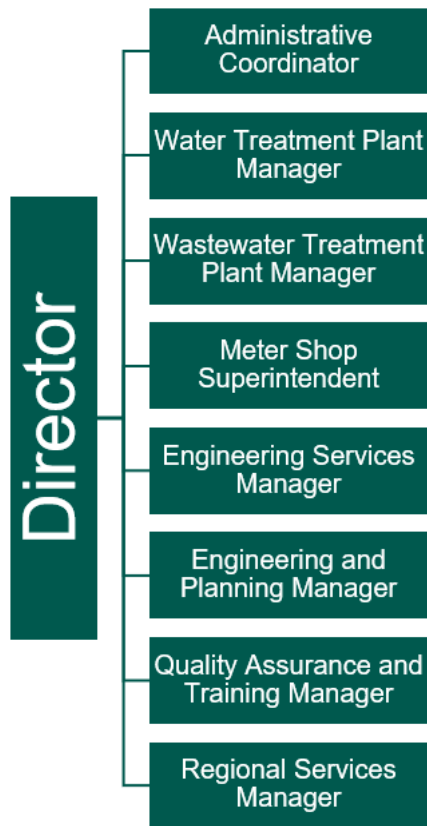 Director
Administrative
Coordinator
Water Treatment Plant
Manager
Wastewater Treatment
Plant Manager
Meter Shop
Superintendent
Engineering Services
Manager
Engineering and
Planning Manager
Quality Assurance and
Training Manager
Regional Services
Manager